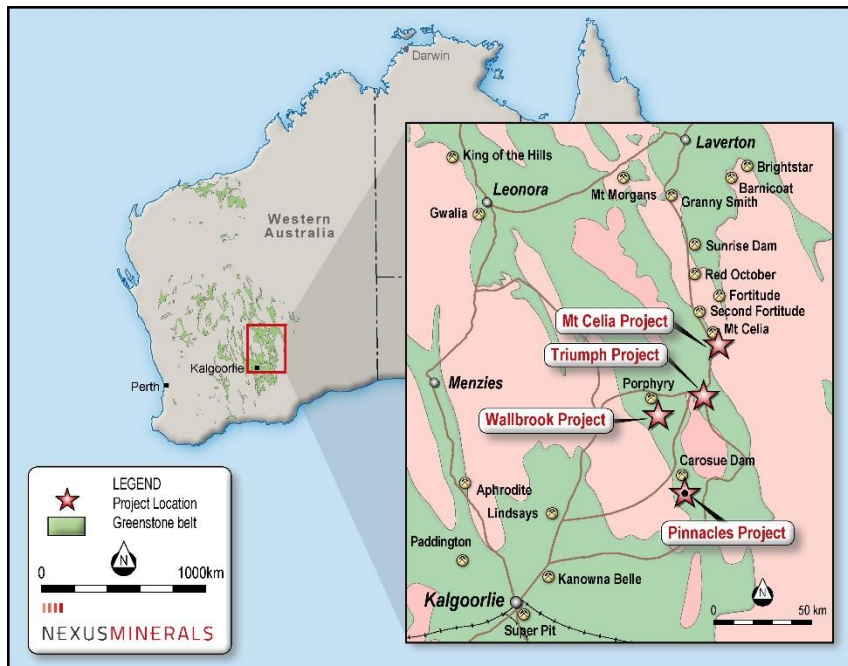 Darwin
Western
Australia
Kalgoorlie
Perth
LEGEND
Project Location
Greenstone belt
N
0 1000km
NEXUSMINERALS
Laverton
King of the Hills
Brightstar
Leonora
Mt Morgans
Barnicoat
Granny Smith
Gwalia
Sunrise Dam
Red October
Fortitude
Second Fortitude
Mt Celia Project
Mt Celia
Triumph Project
Menzies
Porphyry
Wallbrook Project
Carosue Dam
Aphrodite
Lindsays
Pinnacles Project
Paddington
Kanowna Belle
Kalgoorlie
Super Pit
N
0 50 km